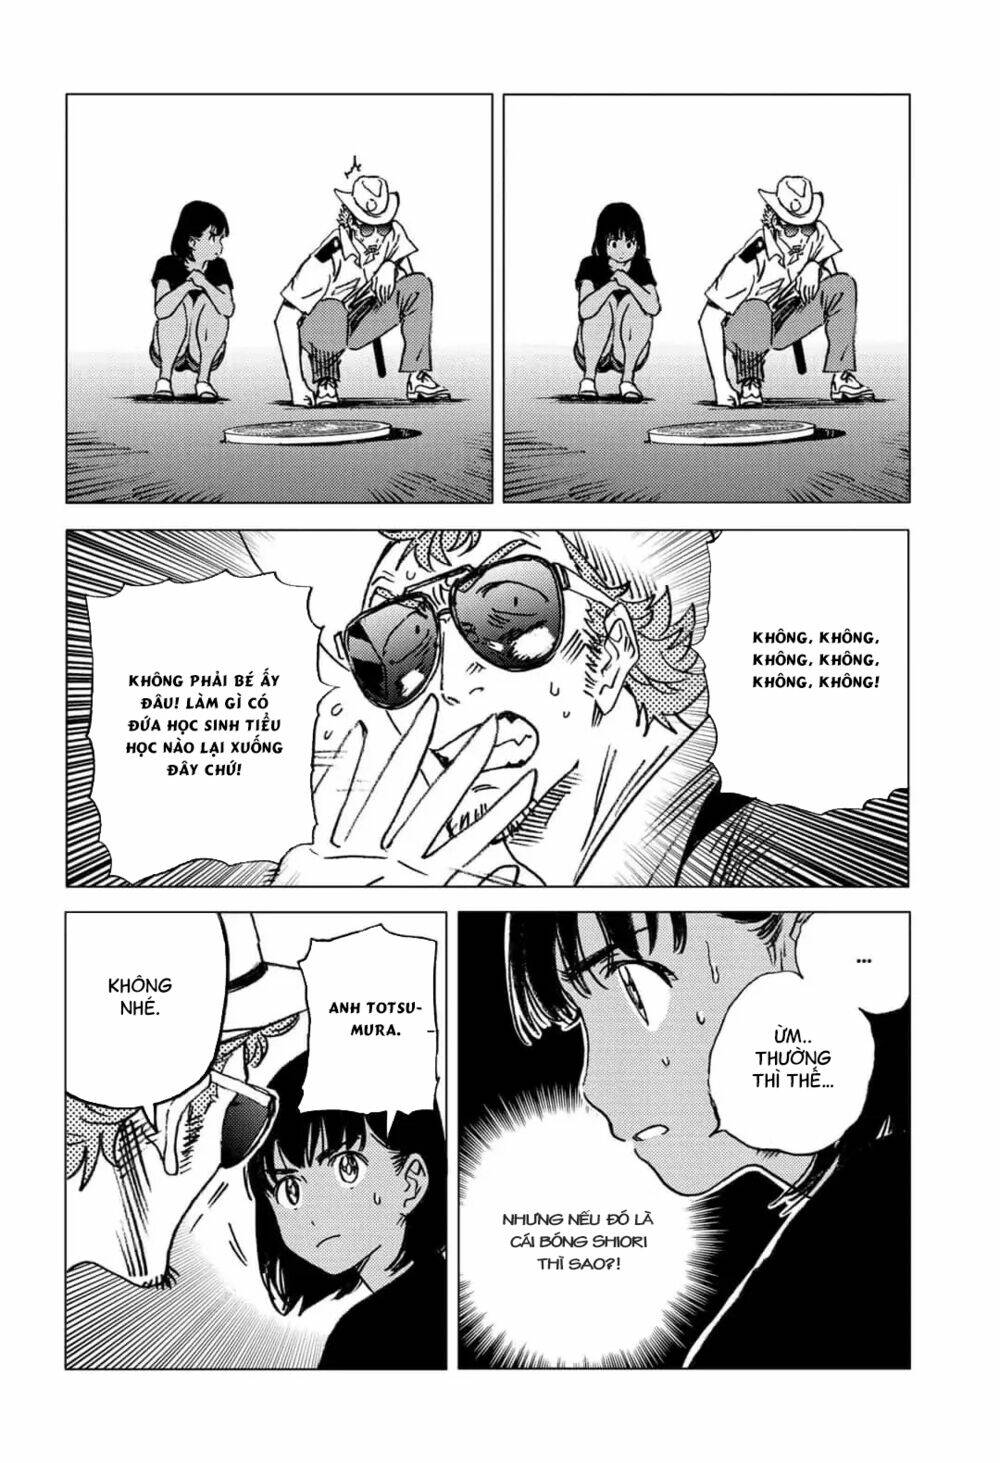 KHÔNG, KHÔNG,
KHÔNG, KHÔNG,
KHÔNG, KHÔNG!
KHÔNG PHẢI BÉ ẤY
ĐÂU! LÀM GÌ CÓ
ĐỨA HỌC SINH TIỂU
HỌC NÀO LẠI XUỐNG
ĐÂY CHỨ!
...
ỪM..
THƯỜNG
THÌ THẾ...
NHƯNG NẾU ĐÓ LÀ
CÁI BÓNG SHIORI
THÌ SAO?!
ANH TOTSU-
MURA.
KHÔNG
NHÉ.